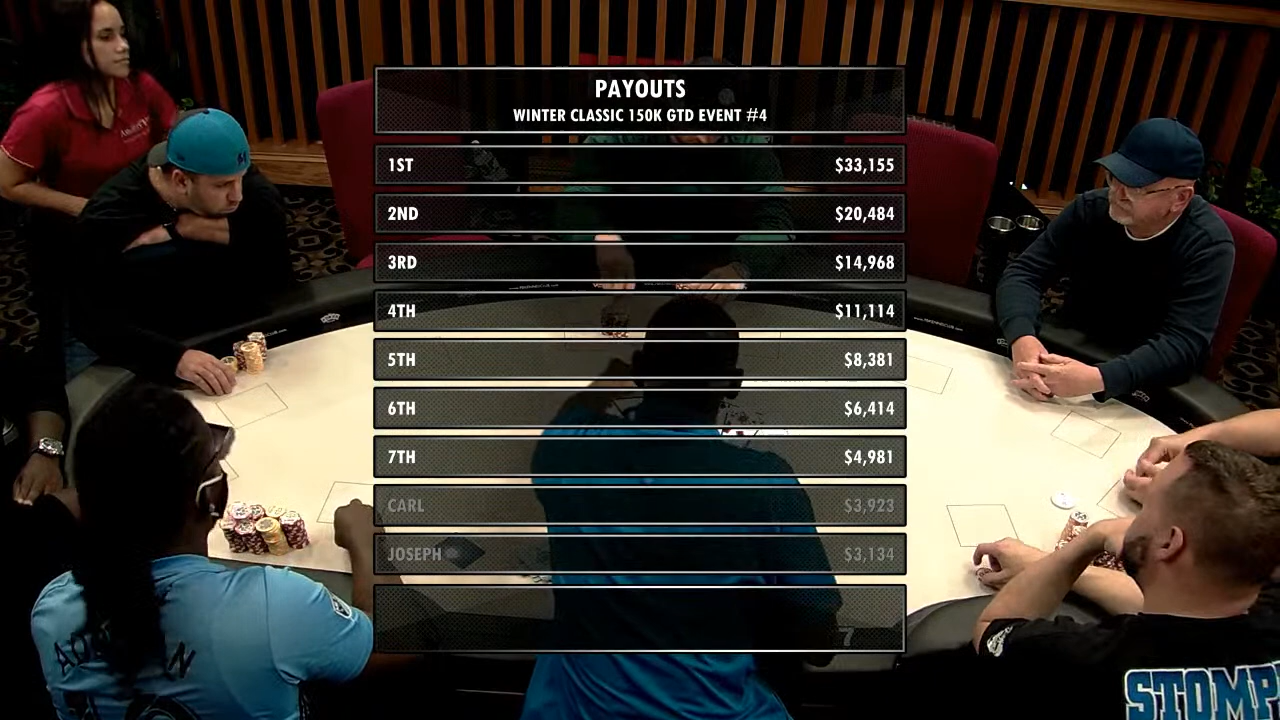 PAYOUTS
WINTER CLASSIC 150K GTD EVENT #4
1ST $33,155
2ND $20,484
3RD $14,968
4TH $11,114
5TH $8,381
6TH $6,414
7TH $4,981
CARL $3,923
JOSEPH $3,134
7
STOMP